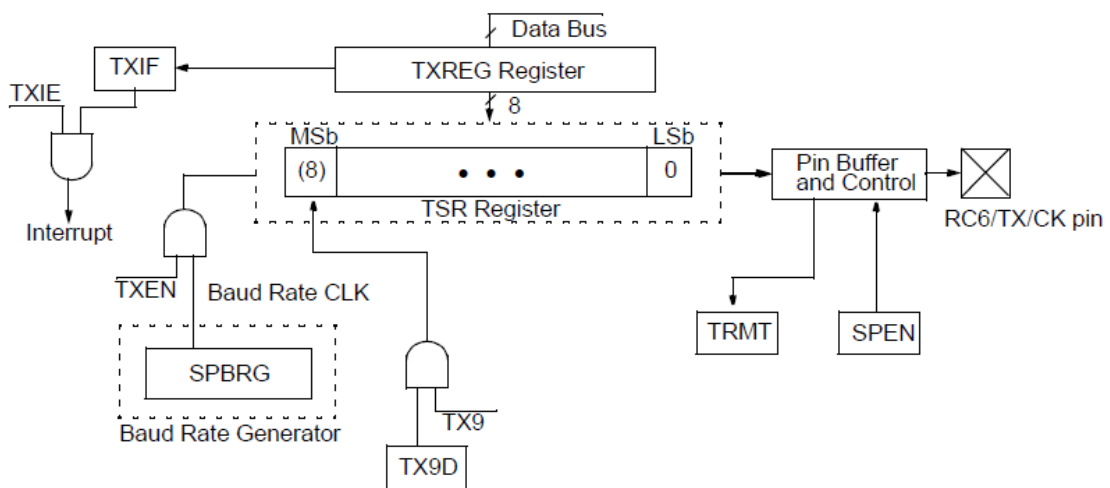 Data Bus
TXIF
TXREG Register
TXIE
8
MSb
LSb
(8)
• • •
0
Pin Buffer
and Control
TSR Register
RC6/TX/CK pin
Interrupt
TXEN
Baud Rate CLK
TRMT
SPEN
SPBRG
TX9
Baud Rate Generator
TX9D